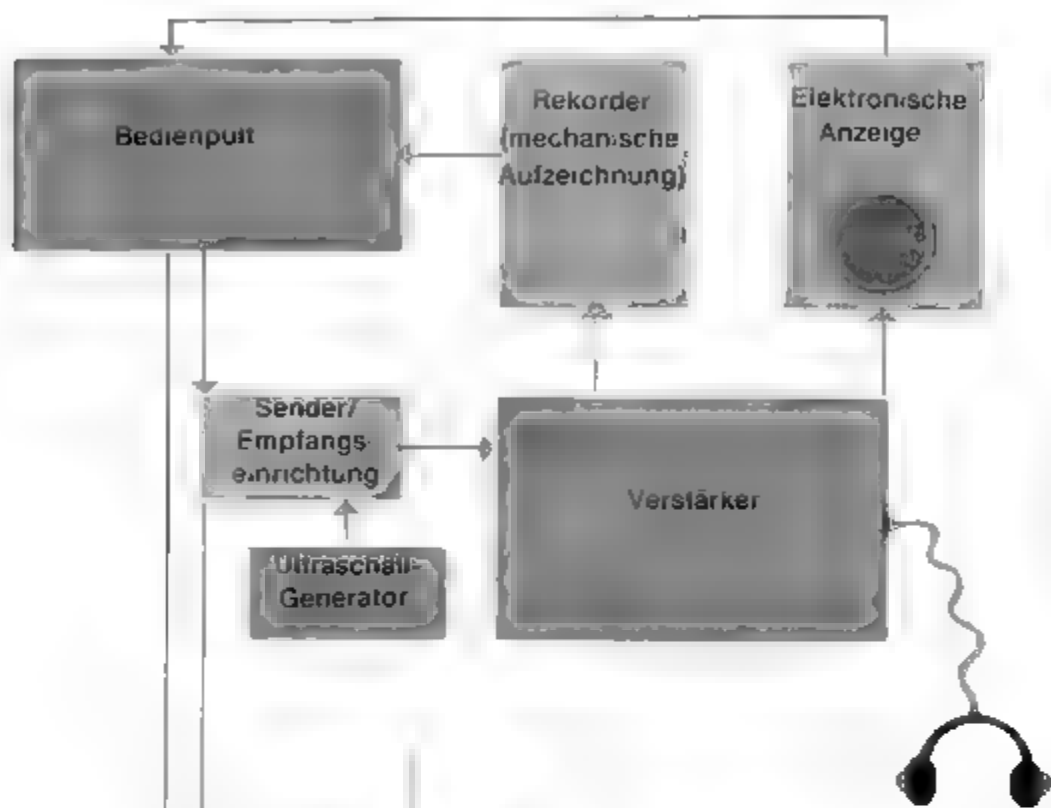 Bedienpult
Rekorder
(mechanische
Aufzeichnung)
Elektronische
Anzeige
Sender/
Empfangs-
einrichtung
Verstärker
Ultraschall-
Generator